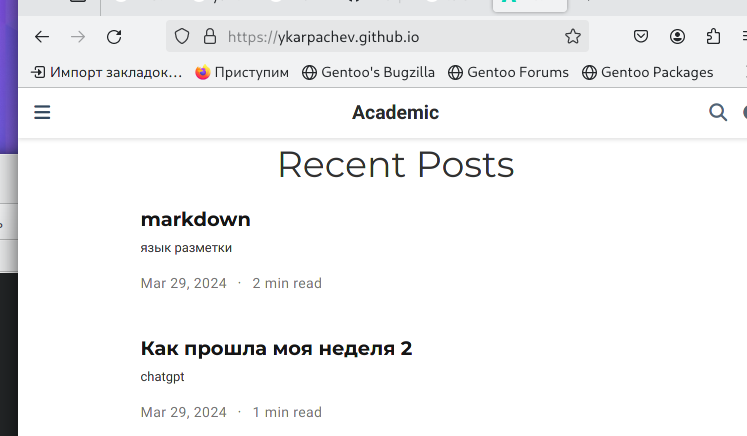 https://ykarpachev.github.io
Импорт закладок… Приступим Gentoo's Bugzilla Gentoo Forums Gentoo Packages
Academic
Recent Posts
markdown
язык разметки
Mar 29, 2024 · 2 min read
Как прошла моя неделя 2
chatgpt
Mar 29, 2024 · 1 min read